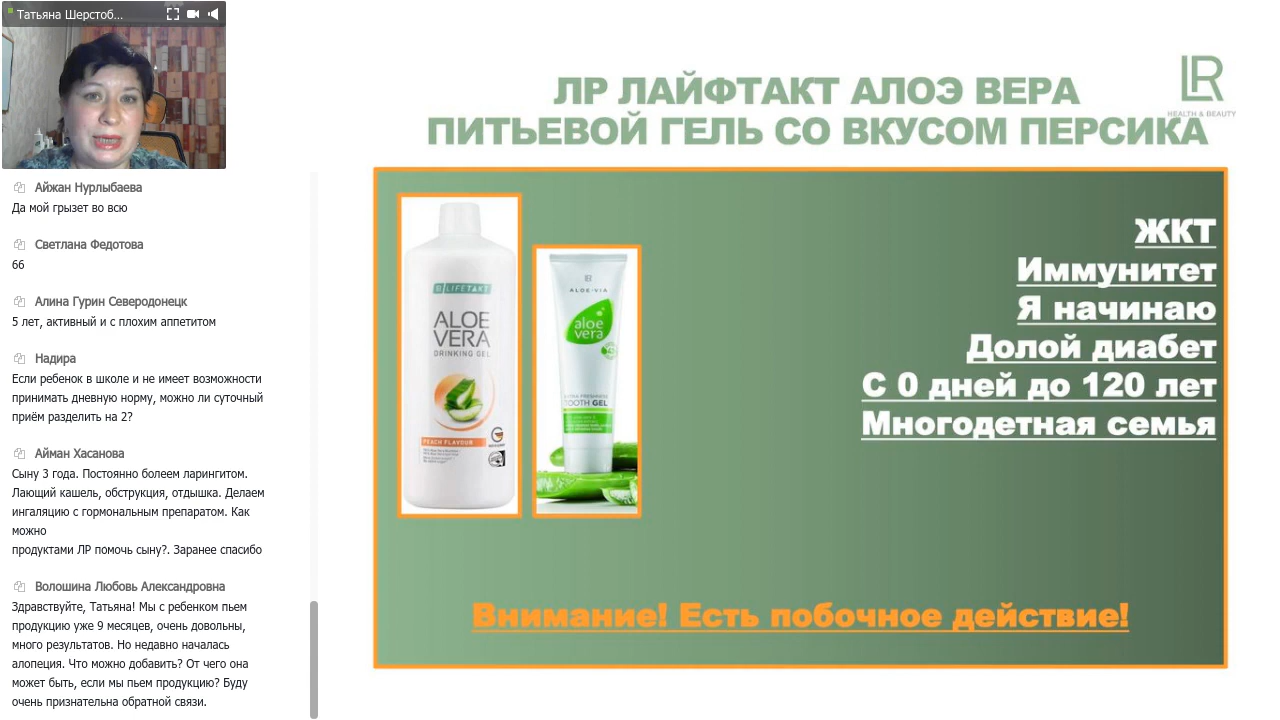 Татьяна Шерстоб...
Айжан Нурлыбаева
Да мой грызет во всю
Светлана Федотова
66
Алина Гурин Северодонецк
5 лет, активный и с плохим аппетитом
Надира
Если ребенок в школе и не имеет возможности
принимать дневную норму, можно ли суточный
приём разделить на 2?
Айман Хасанова
Сыну 3 года. Постоянно болеем ларингитом.
Лающий кашель, обструкция, отдышка. Делаем
ингаляцию с гормональным препаратом. Как
можно
продуктами ЛР помочь сыну?. Заранее спасибо
Волошина Любовь Александровна
Здравствуйте, Татьяна! Мы с ребенком пьем
продукцию уже 9 месяцев, очень довольны,
много результатов. Но недавно началась
алопеция. Что можно добавить? От чего она
может быть, если мы пьем продукцию? Буду
очень признательна обратной связи.
ЛР ЛАЙФТАКТ АЛОЭ ВЕРА
ПИТЬЕВОЙ ГЕЛЬ СО ВКУСОМ ПЕРСИКА
LR
HEALTH & BEAUTY
LIFETAKT
ALOE
VERA
DRINKING GEL
PEACH FLAVOUR
LR
ALOE VIA
aloe
vera
TOOTH GEL
ЖКТ
Иммунитет
Я начинаю
Долой диабет
С 0 дней до 120 лет
Многодетная семья
Внимание! Есть побочное действие!